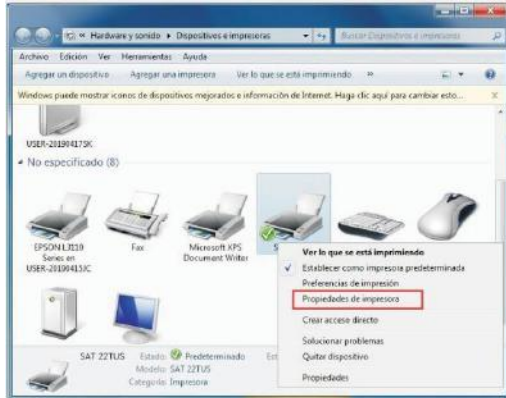 Hardware y sonido ▸ Dispositivos e impresoras
Buscar Dispositivos e impresoras
Archivo Edición Ver Herramientas Ayuda
Agregar un dispositivo Agregar una impresora Ver lo que se está imprimiendo »
Windows puede mostrar iconos de dispositivos mejorados e información de Internet. Haga clic aquí para cambiar esto...
USER-20190417SK
No especificado (8)
EPSON L3110
Series en
USER-20190415JC
Fax
Microsoft XPS
Document Writer
S
Ver lo que se está imprimiendo
Establecer como impresora predeterminada
Preferencias de impresión
Propiedades de impresora
Crear acceso directo
Solucionar problemas
Quitar dispositivo
Propiedades
SAT 22TUS Estado: Predeterminado Est
Modelo: SAT 22TUS
Categoría: Impresora